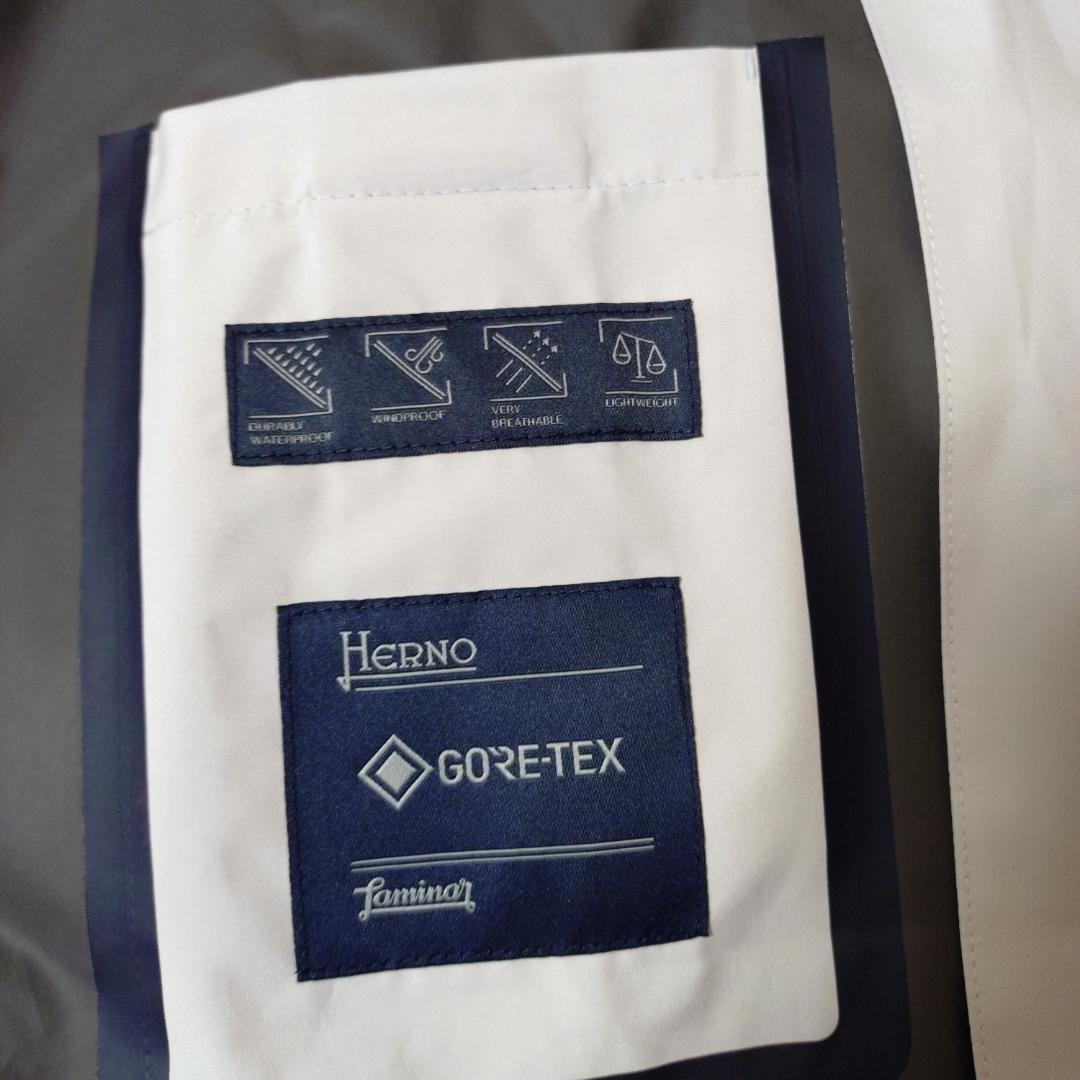 DURABLY
WATERPROOF
WINDPROOF
VERY
BREATHABLE
LIGHTWEIGHT
HERNO
GORE-TEX
Laminar